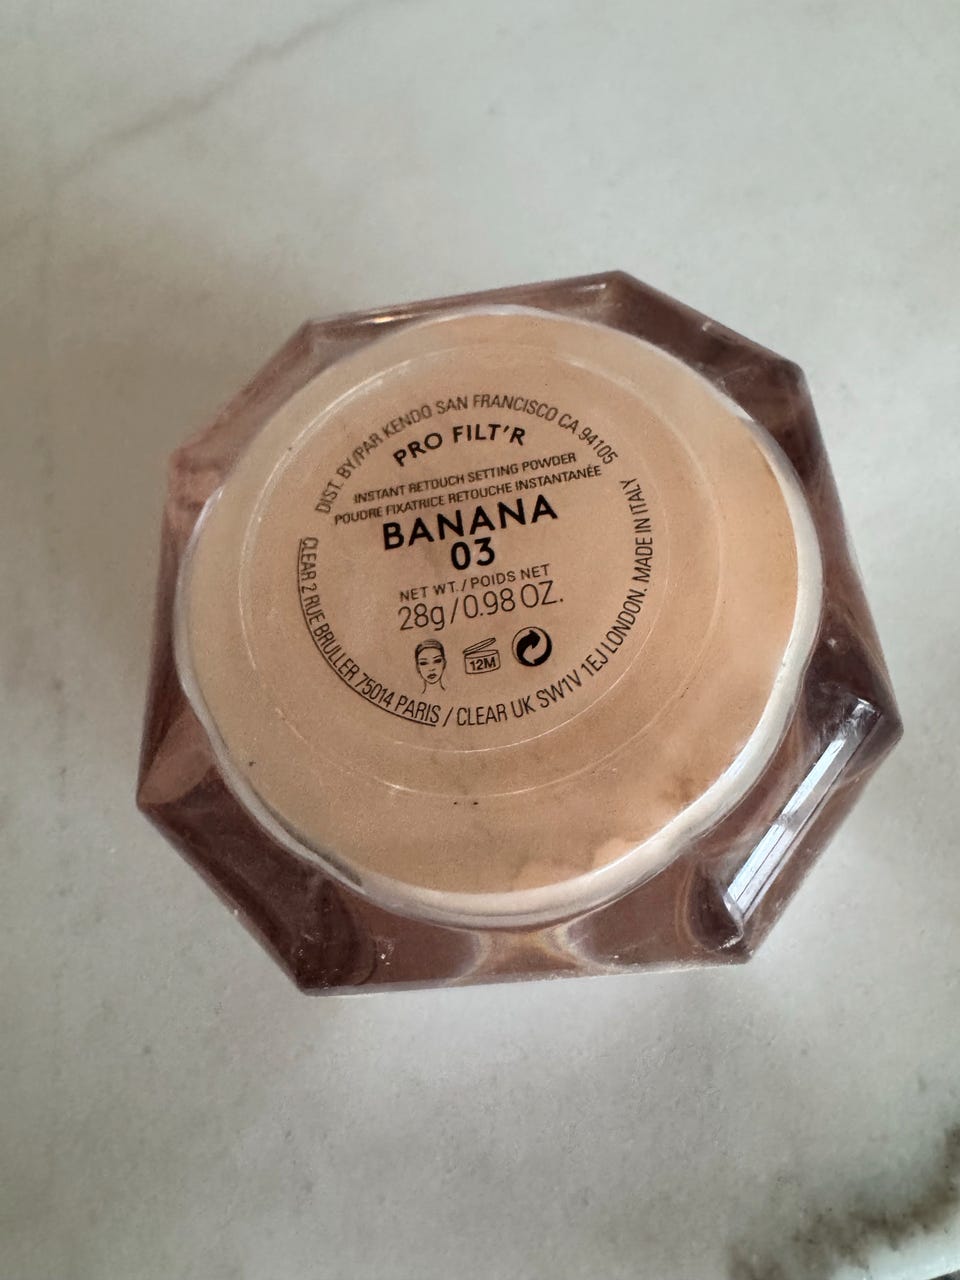 DIST. BY/PAR KENDO SAN FRANCISCO CA 94105
PRO FILT'R
INSTANT RETOUCH SETTING POWDER
POUDRE FIXATRICE RETOUCHE INSTANTANÉE
BANANA
03
NET WT./POIDS NET
28g/0.98 OZ.
12M
CLEAR 2 RUE BRULLER 75014 PARIS / CLEAR UK SW1V 1EJ LONDON. MADE IN ITALY